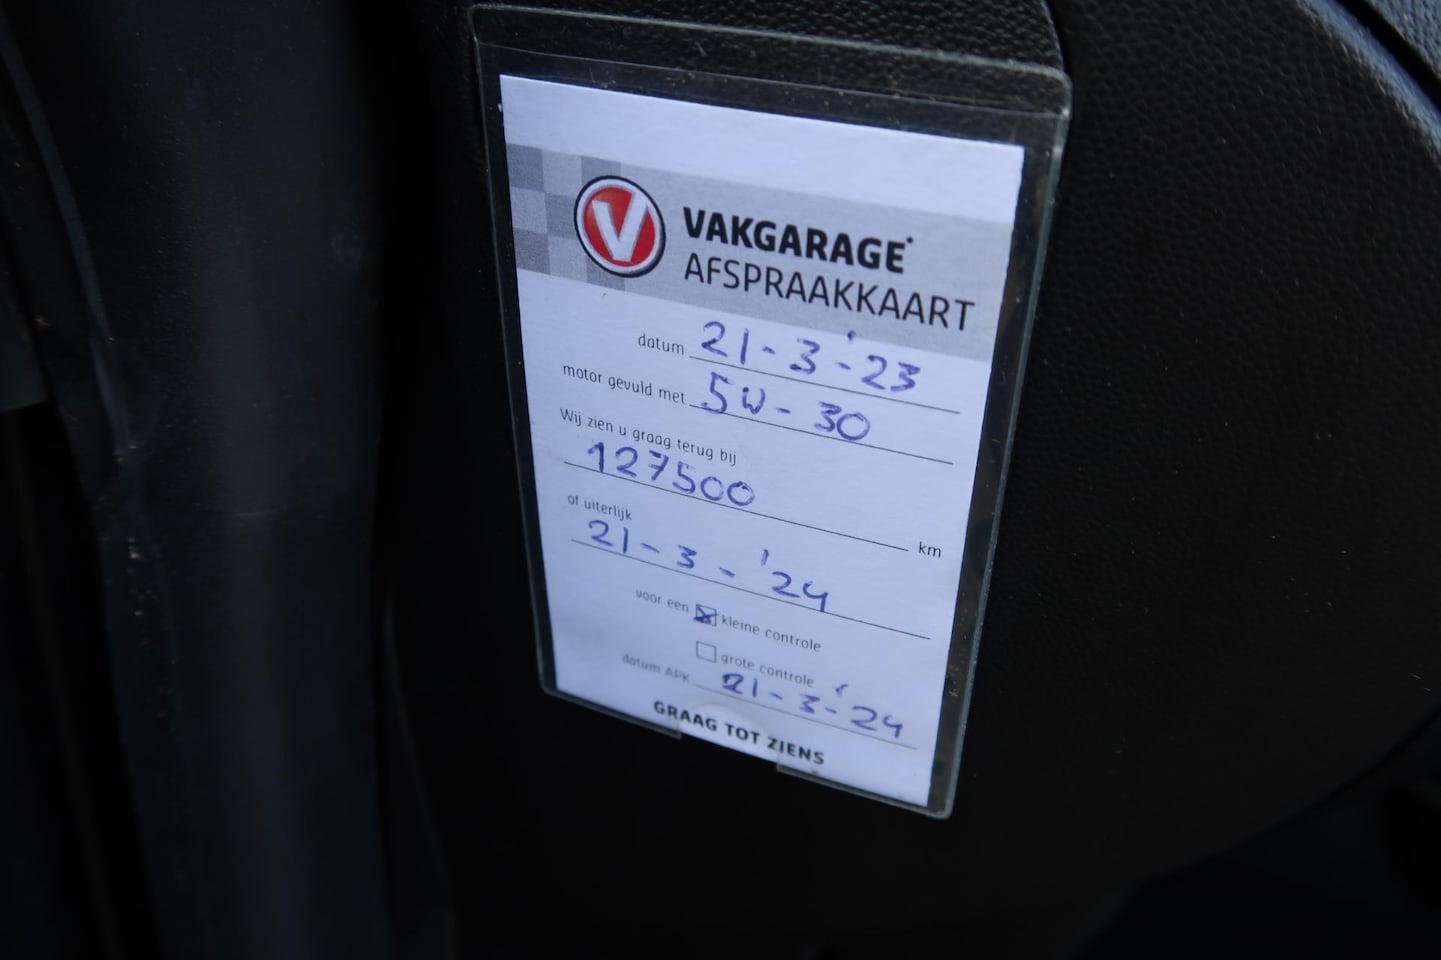 V
VAKGARAGE
AFSPRAAKKAART
datum 21-3-'23
motor gevuld met 5W-30
Wij zien u graag terug bij
127500 km
of uiterlijk
21-3-'24
voor een ☒ kleine controle
☐ grote controle
datum APK 21-3-'24
GRAAG TOT ZIENS